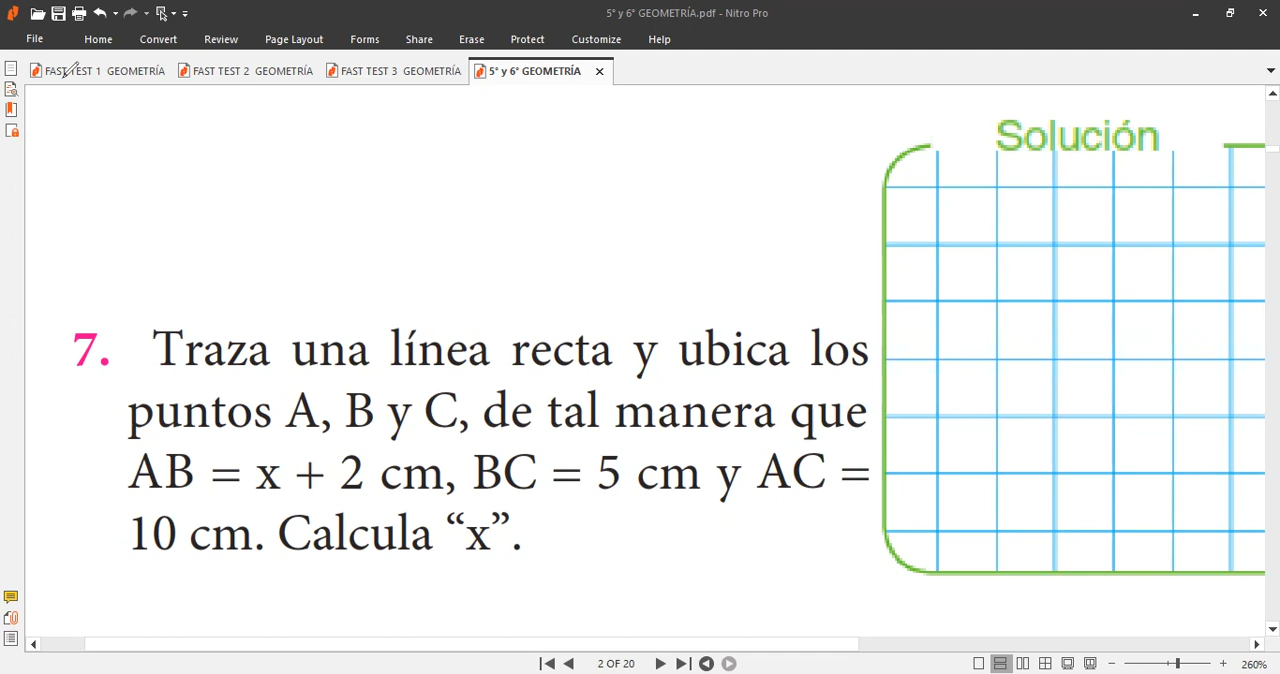 5° y 6° GEOMETRÍA.pdf - Nitro Pro
File Home Convert Review Page Layout Forms Share Erase Protect Customize Help
FAST TEST 1 GEOMETRÍA FAST TEST 2 GEOMETRÍA FAST TEST 3 GEOMETRÍA 5° y 6° GEOMETRÍA
Solución
7. Traza una línea recta y ubica los
puntos A, B y C, de tal manera que
AB = x + 2 cm, BC = 5 cm y AC =
10 cm. Calcula “x”.
2 OF 20
260%